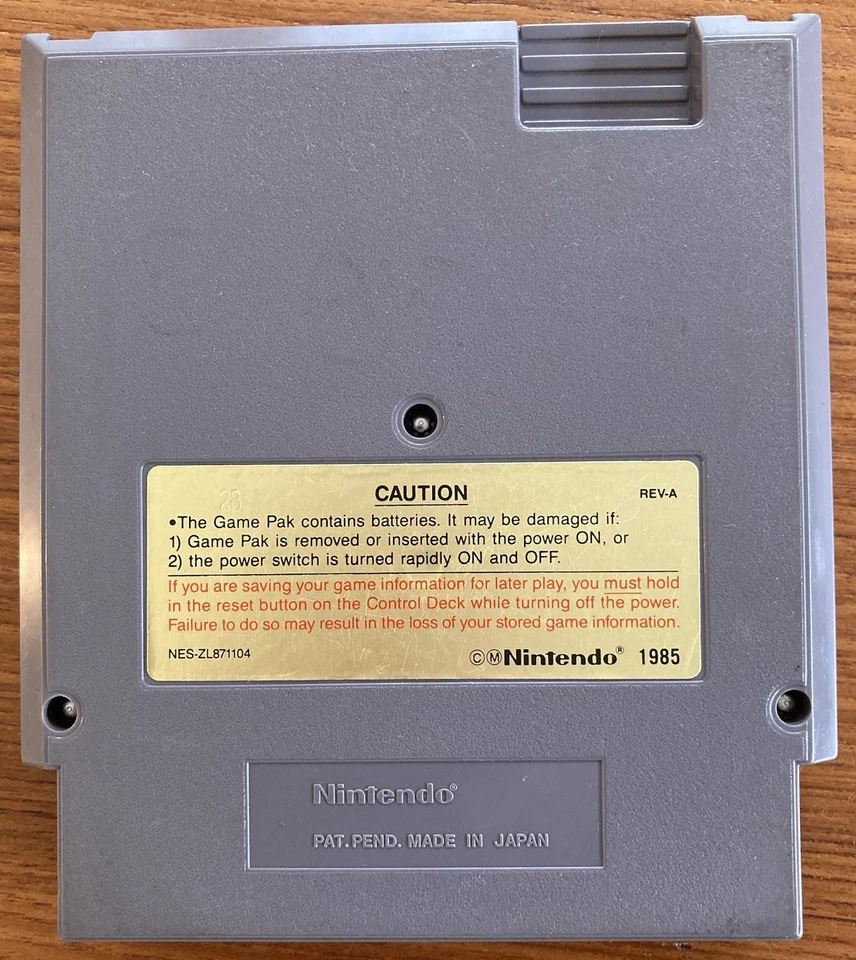 23
CAUTION
REV-A
•The Game Pak contains batteries. It may be damaged if:
1) Game Pak is removed or inserted with the power ON, or
2) the power switch is turned rapidly ON and OFF.
If you are saving your game information for later play, you must hold
in the reset button on the Control Deck while turning off the power.
Failure to do so may result in the loss of your stored game information.
NES-ZL871104
ⒸⓂNintendo® 1985
Nintendo®
PAT.PEND. MADE IN JAPAN